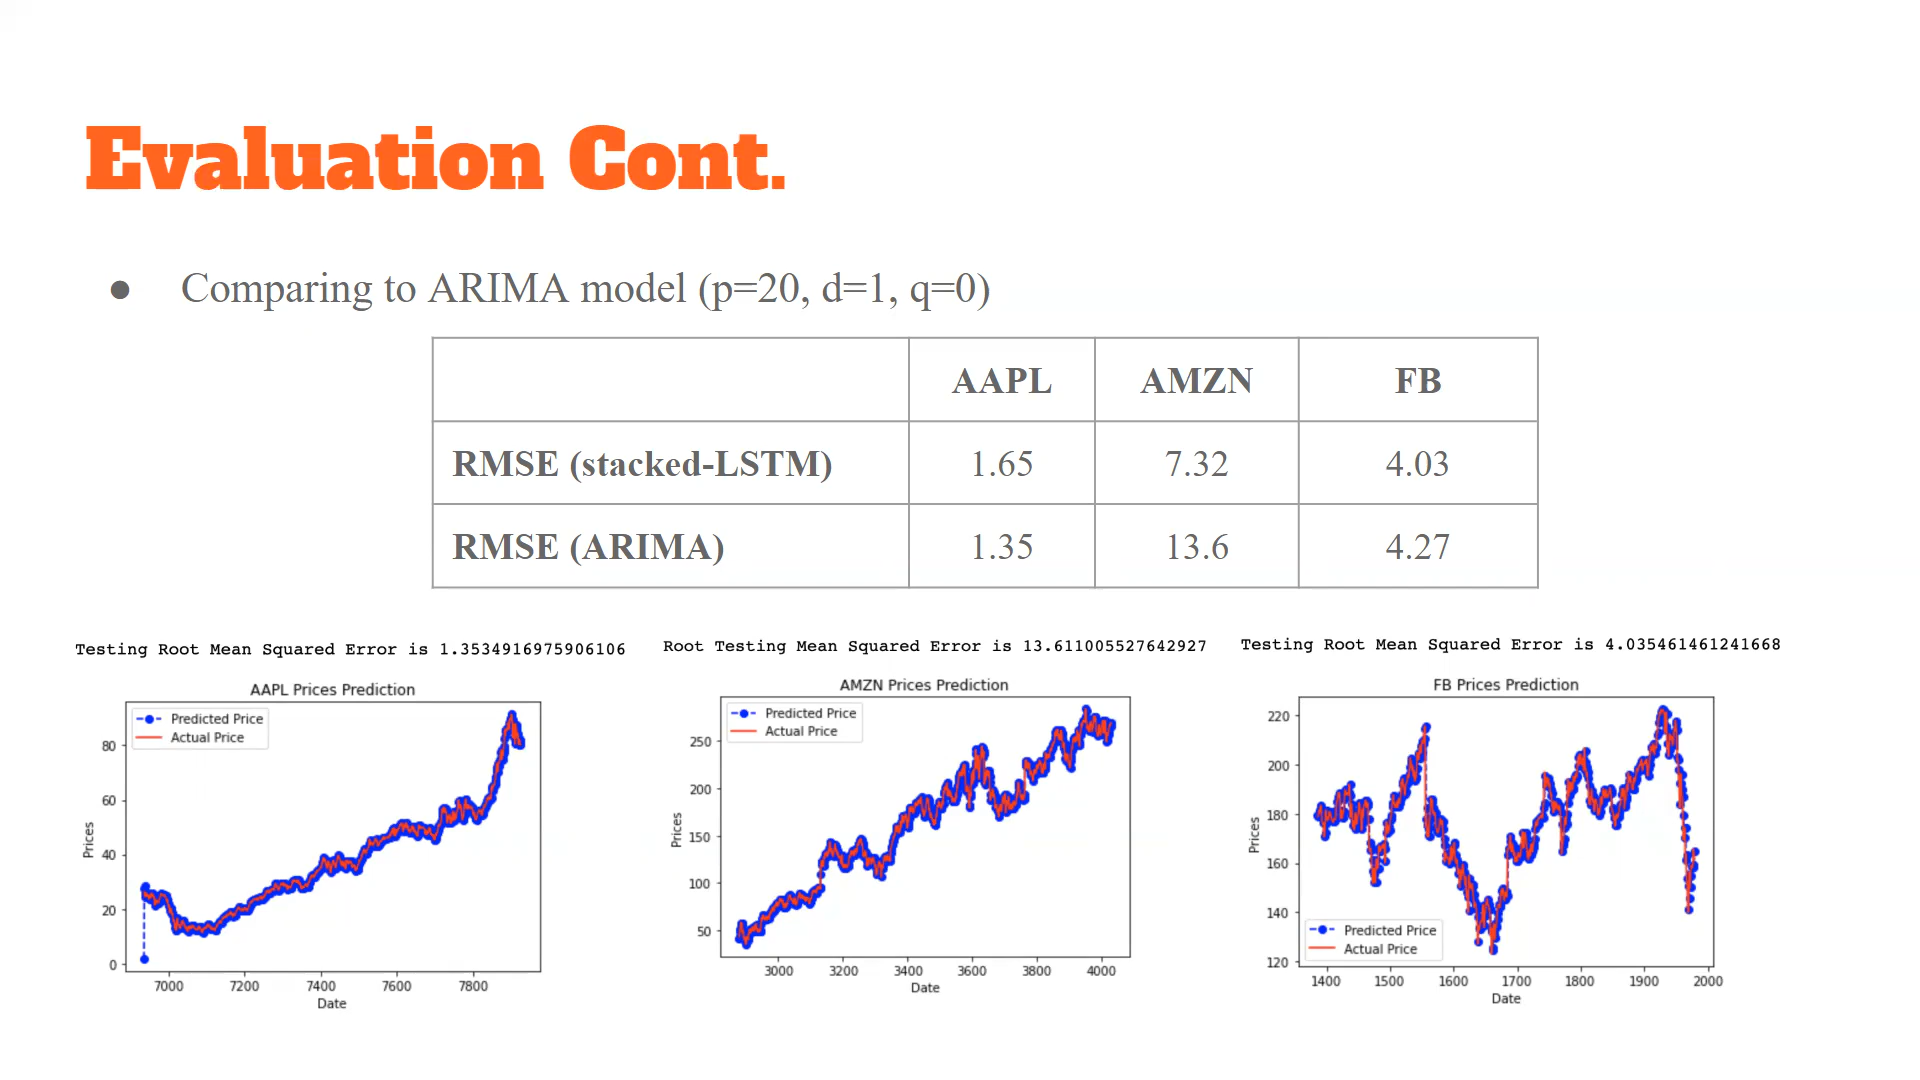 Evaluation Cont.
● Comparing to ARIMA model (p=20, d=1, q=0)
AAPL AMZN FB
RMSE (stacked-LSTM) 1.65 7.32 4.03
RMSE (ARIMA) 1.35 13.6 4.27
Testing Root Mean Squared Error is 1.3534916975906106
AAPL Prices Prediction
Predicted Price
Actual Price
Prices
80
60
40
20
0
7000 7200 7400 7600 7800
Date
Root Testing Mean Squared Error is 13.611005527642927
AMZN Prices Prediction
Predicted Price
Actual Price
Prices
250
200
150
100
50
3000 3200 3400 3600 3800 4000
Date
Testing Root Mean Squared Error is 4.035461461241668
FB Prices Prediction
Prices
220
200
180
160
140
120
Predicted Price
Actual Price
1400 1500 1600 1700 1800 1900 2000
Date